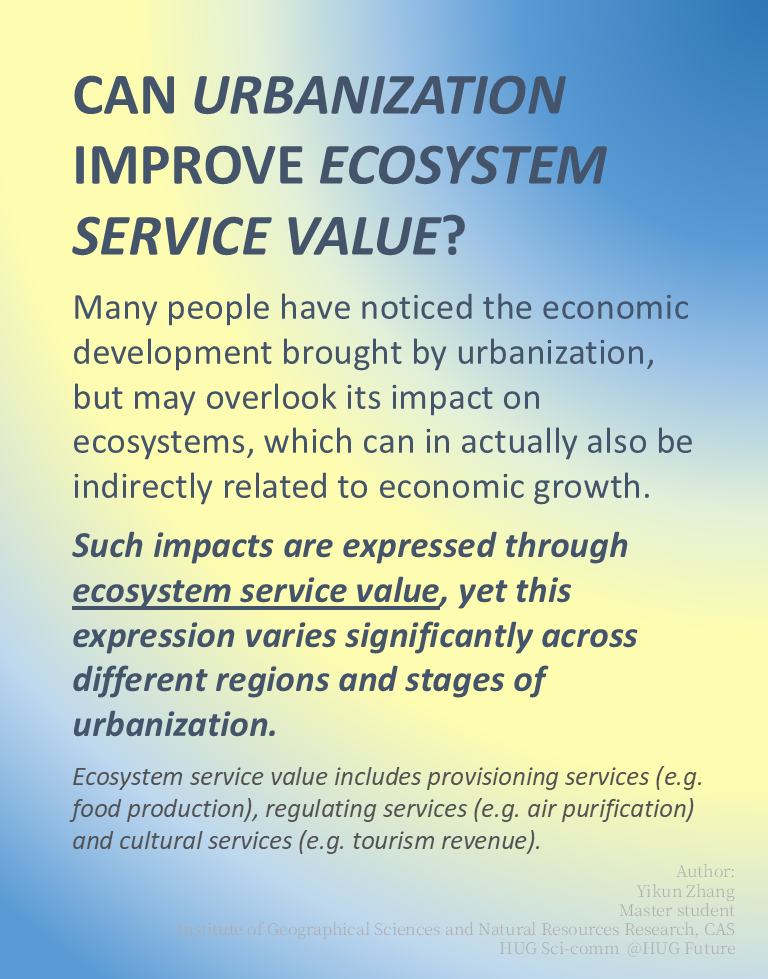 CAN URBANIZATION
IMPROVE ECOSYSTEM
SERVICE VALUE?
Many people have noticed the economic
development brought by urbanization,
but may overlook its impact on
ecosystems, which can in actually also be
indirectly related to economic growth.
Such impacts are expressed through
ecosystem service value, yet this
expression varies significantly across
different regions and stages of
urbanization.
Ecosystem service value includes provisioning services (e.g.
food production), regulating services (e.g. air purification)
and cultural services (e.g. tourism revenue).
Author:
Yikun Zhang
Master student
Institute of Geographical Sciences and Natural Resources Research, CAS
HUG Sci-comm @HUG Future